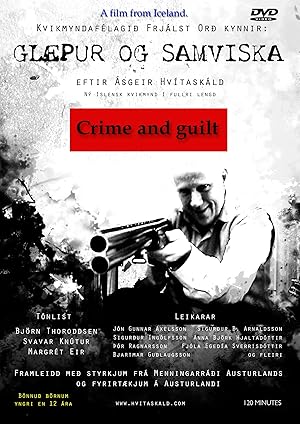 A film from Iceland.
DVD
VIDEO
Kvikmyndafélagið Frjálst Orð kynnir:
GLÆPUR OG SAMVISKA
eftir Ásgeir Hvítaskáld
Ný íslensk kvikmynd í fullri lengd
Crime and guilt
Tónlist
Björn Thoroddsen
Svavar Knútur
Margrét Eir
Leikarar
Jón Gunnar Axelsson
Sigurður Ingólfsson
Þór Ragnarsson
Bjartmar Guðlaugsson
Sigurður B. Arnaldsson
Anna Björk Hjaltadóttir
Fjóla Egedía Sverrisdóttir
og fleiri
Framleidd með styrkjum frá Menningarráði Austurlands
og fyrirtækjum á Austurlandi
Bönnuð börnum
yngri en 12 ára
www.hvitaskald.com
120 MINUTES